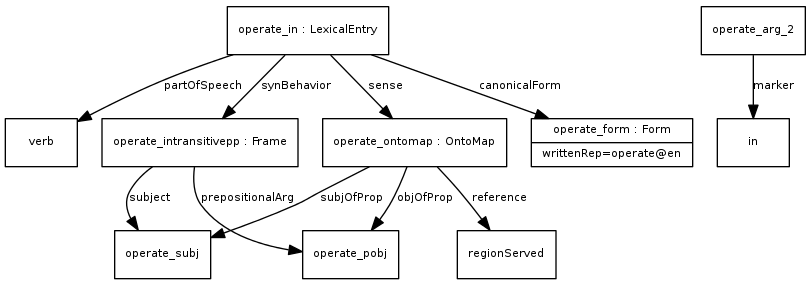 operate_in : LexicalEntry
operate_arg_2
partOfSpeech
synBehavior
sense
canonicalForm
marker
verb
operate_intransitivepp : Frame
operate_ontomap : OntoMap
operate_form : Form
writtenRep=operate@en
in
subject
prepositionalArg
subjOfProp
objOfProp
reference
operate_subj
operate_pobj
regionServed